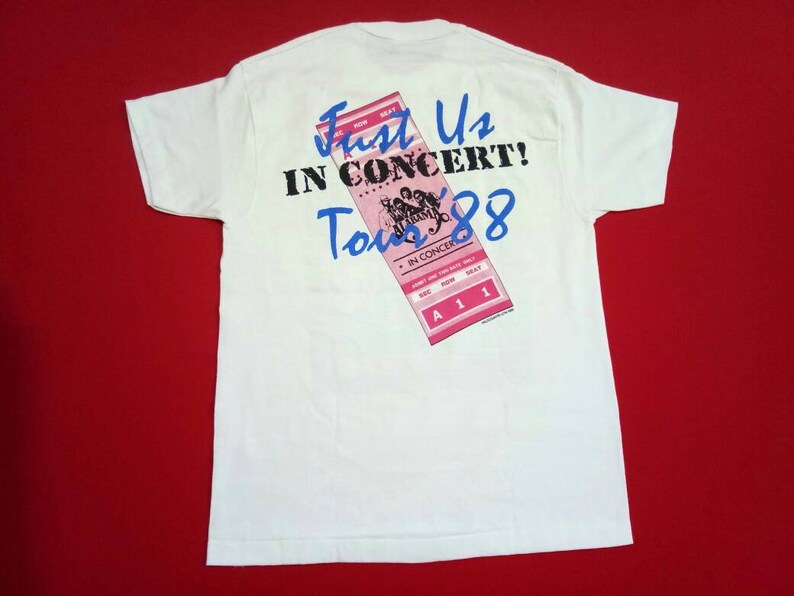 SEC ROW SEAT
A
Just Us
IN CONCERT!
ALABAMA
Co.
Tour '88
IN CONCERT
ADMIT ONE THIS DATE ONLY
SEC ROW SEAT
A 1 1